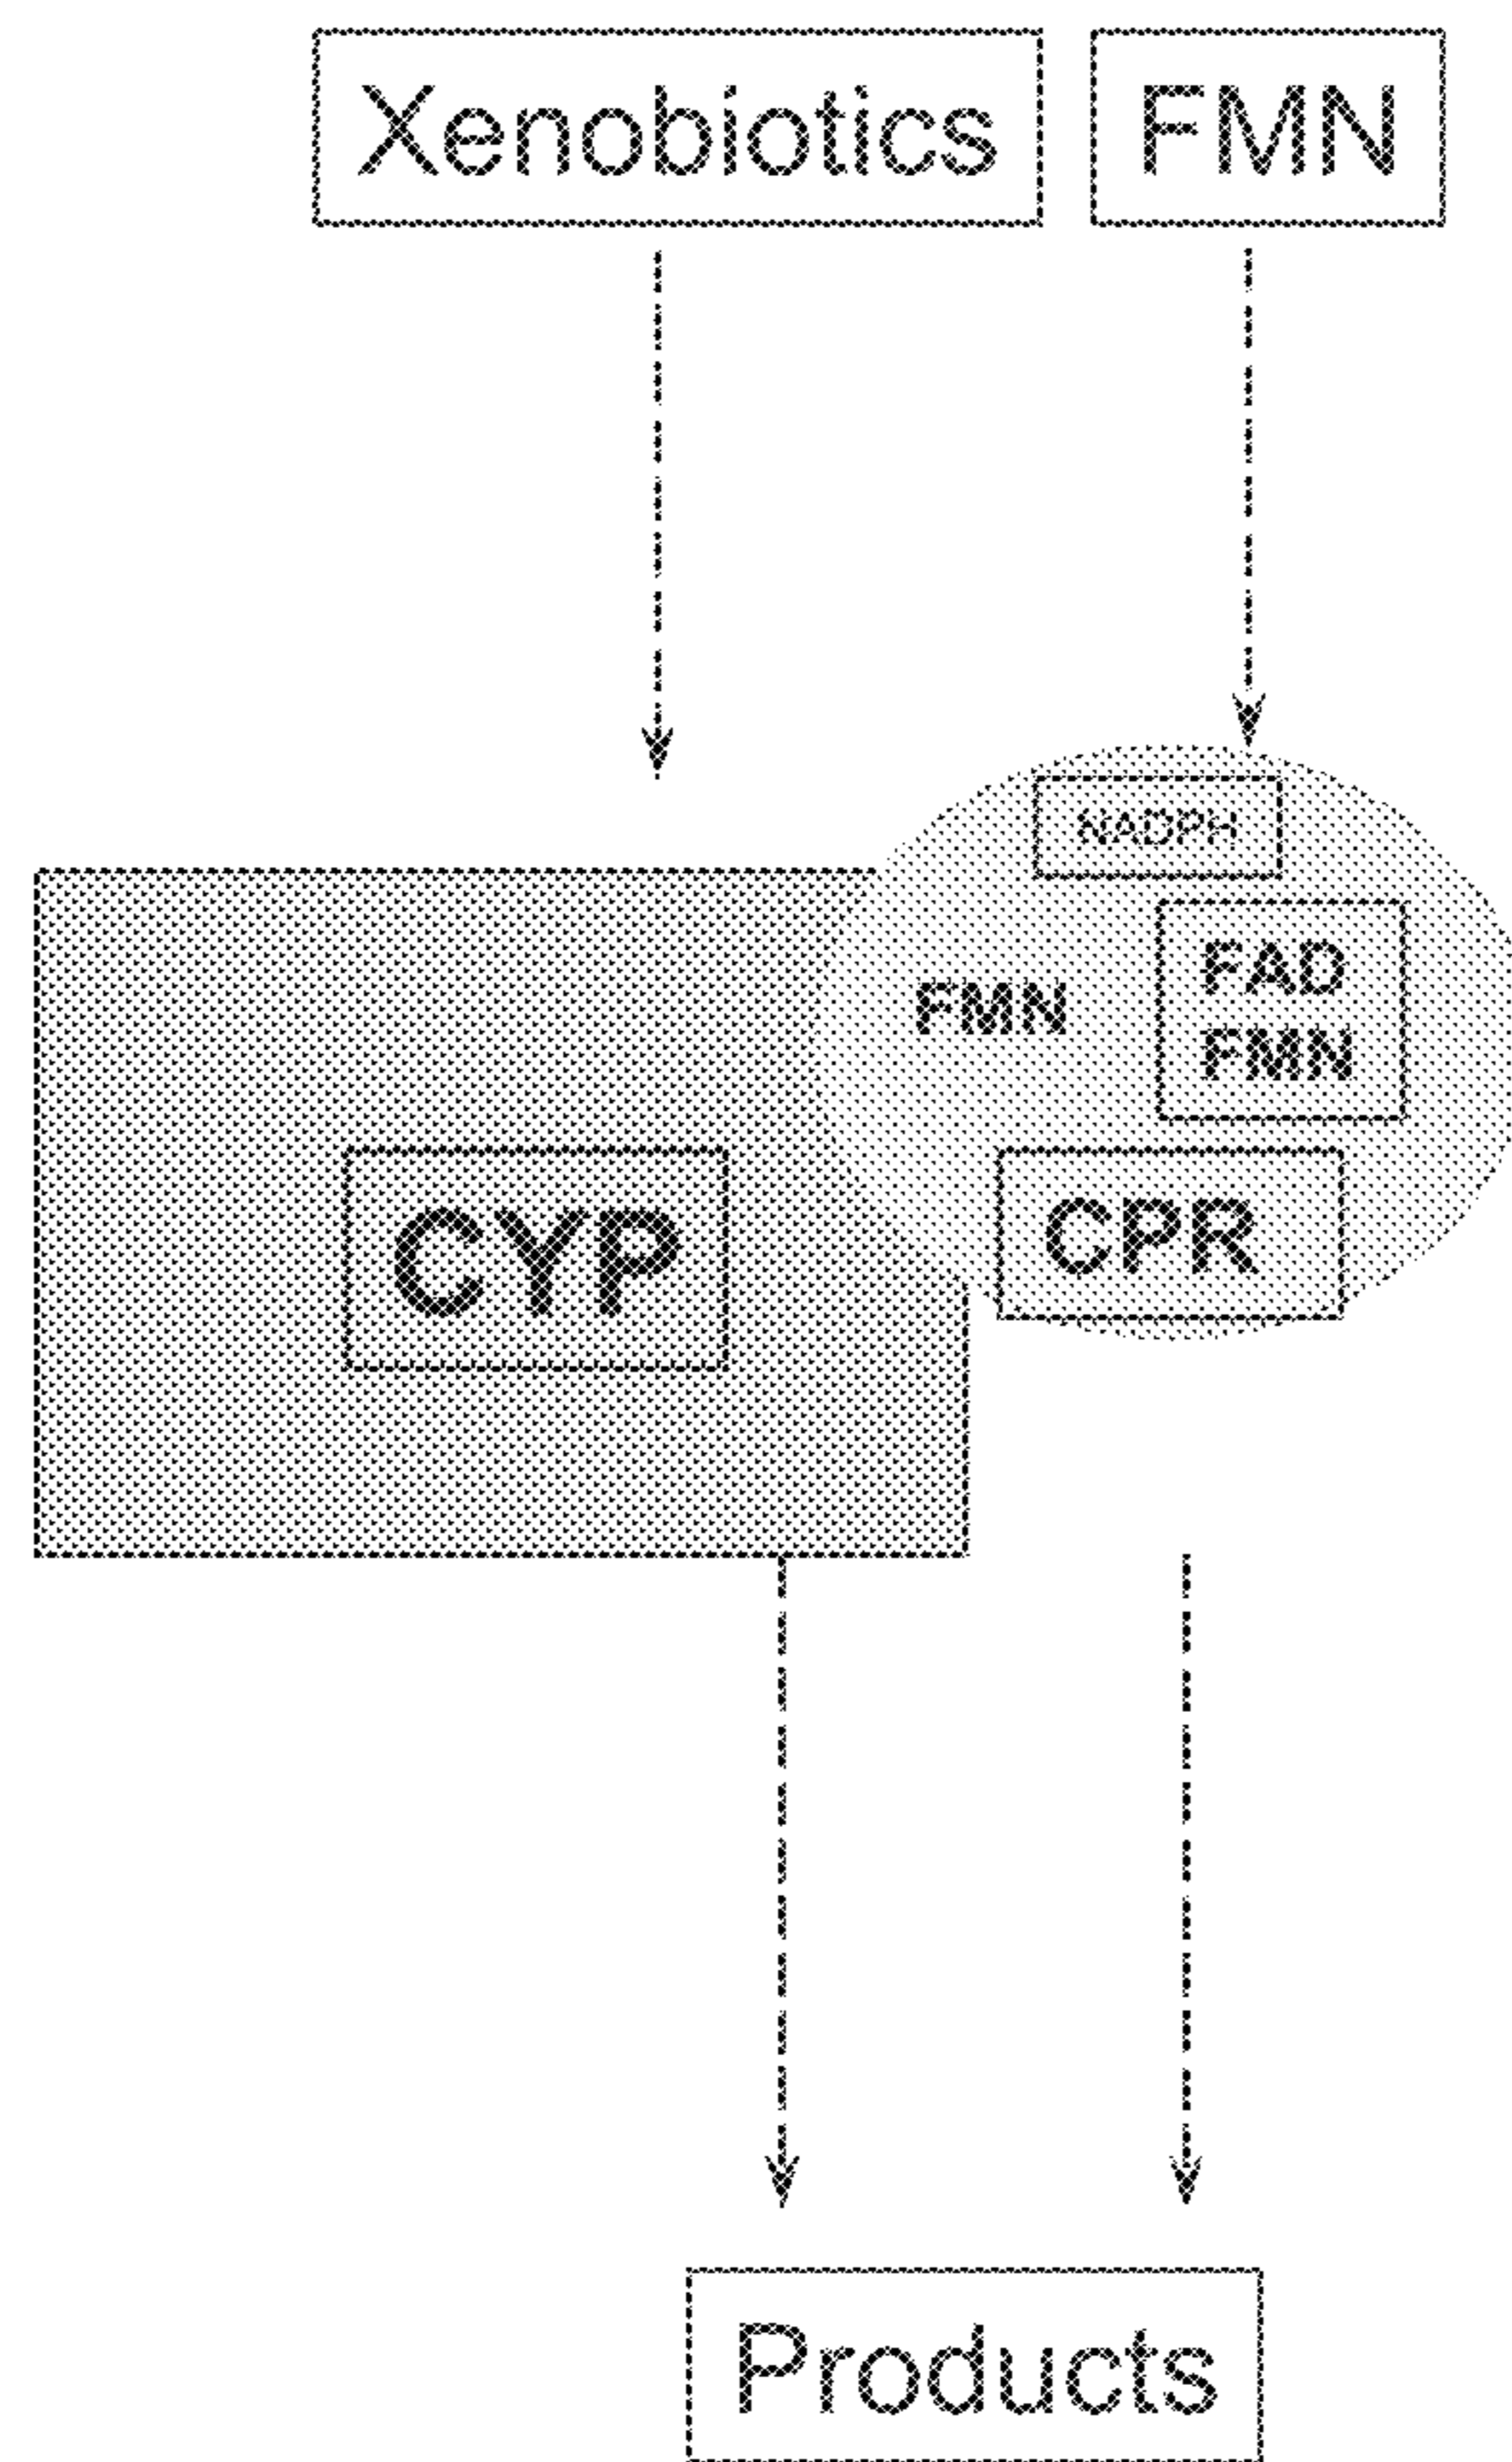 Xenobiotics
FMN
NADPH
FAD
FMN
FMN
CYP
CPR
Products